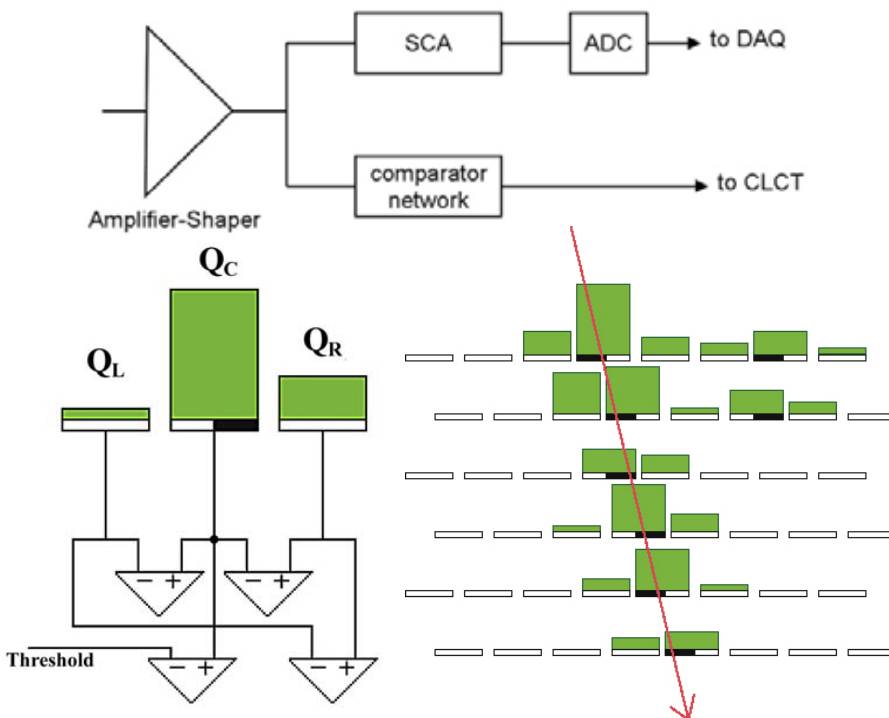 SCA
ADC
to DAQ
comparator
network
to CLCT
Amplifier-Shaper
QC
QL
QR
− +
− +
Threshold
− +
− +